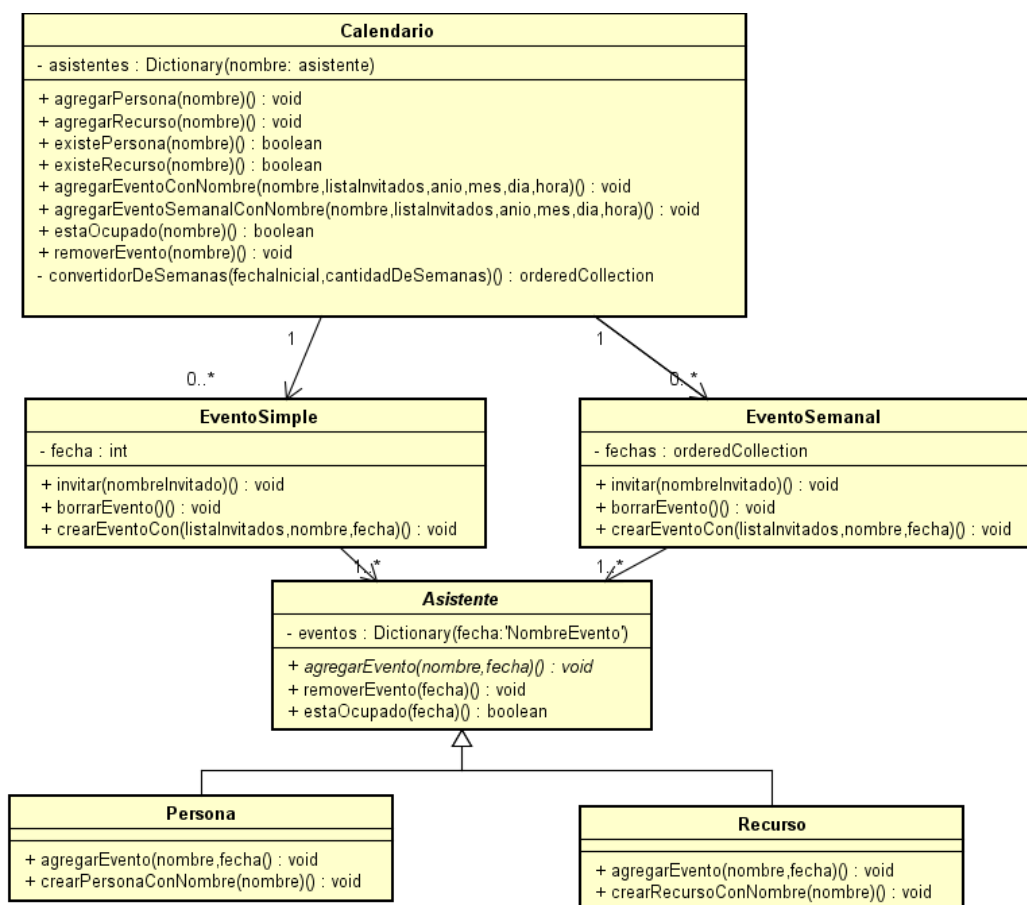 Calendario
- asistentes : Dictionary(nombre: asistente)
+ agregarPersona(nombre)() : void
+ agregarRecurso(nombre)() : void
+ existePersona(nombre)() : boolean
+ existeRecurso(nombre)() : boolean
+ agregarEventoConNombre(nombre,listaInvitados,anio,mes,dia,hora)() : void
+ agregarEventoSemanalConNombre(nombre,listaInvitados,anio,mes,dia,hora)() : void
+ estaOcupado(nombre)() : boolean
+ removerEvento(nombre)() : void
- convertidorDeSemanas(fechaInicial,cantidadDeSemanas)() : orderedCollection
1
1
0..*
0..*
EventoSimple
- fecha : int
+ invitar(nombreInvitado)() : void
+ borrarEvento()() : void
+ crearEventoCon(listaInvitados,nombre,fecha)() : void
EventoSemanal
- fechas : orderedCollection
+ invitar(nombreInvitado)() : void
+ borrarEvento()() : void
+ crearEventoCon(listaInvitados,nombre,fecha)() : void
1..*
1..*
Asistente
- eventos : Dictionary(fecha:'NombreEvento')
+ agregarEvento(nombre,fecha)() : void
+ removerEvento(fecha)() : void
+ estaOcupado(fecha)() : boolean
Persona
+ agregarEvento(nombre,fecha() : void
+ crearPersonaConNombre(nombre)() : void
Recurso
+ agregarEvento(nombre,fecha)() : void
+ crearRecursoConNombre(nombre)() : void